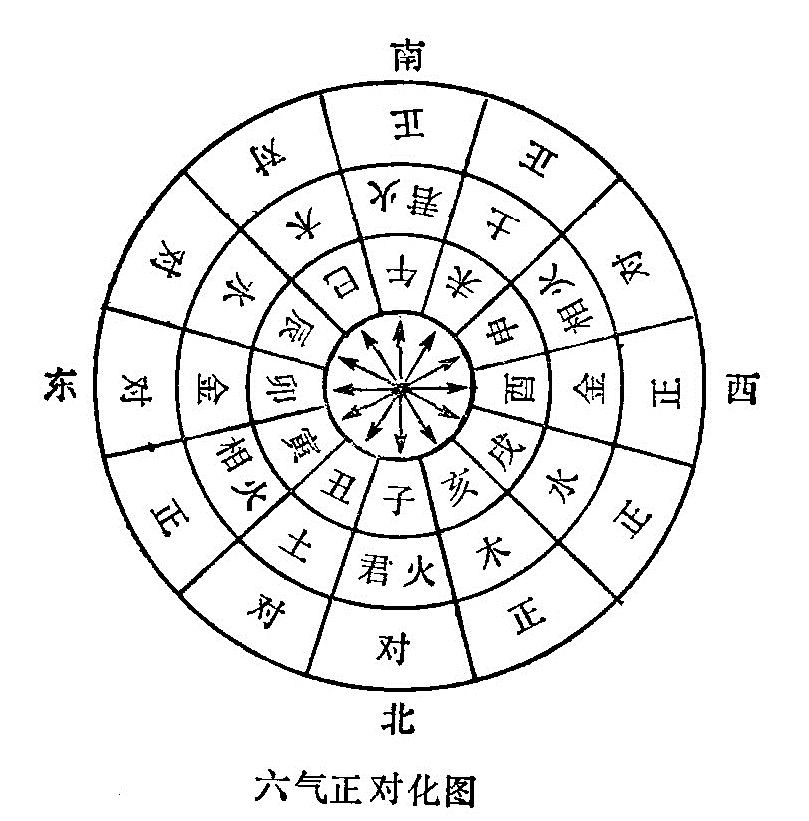 南
正
正
对
正
正
正
对
对
正
对
对
对
君火
土
相火
金
水
木
君火
土
相火
金
水
木
午
未
申
酉
戌
亥
子
丑
寅
卯
辰
巳
东
西
北
六气正对化图